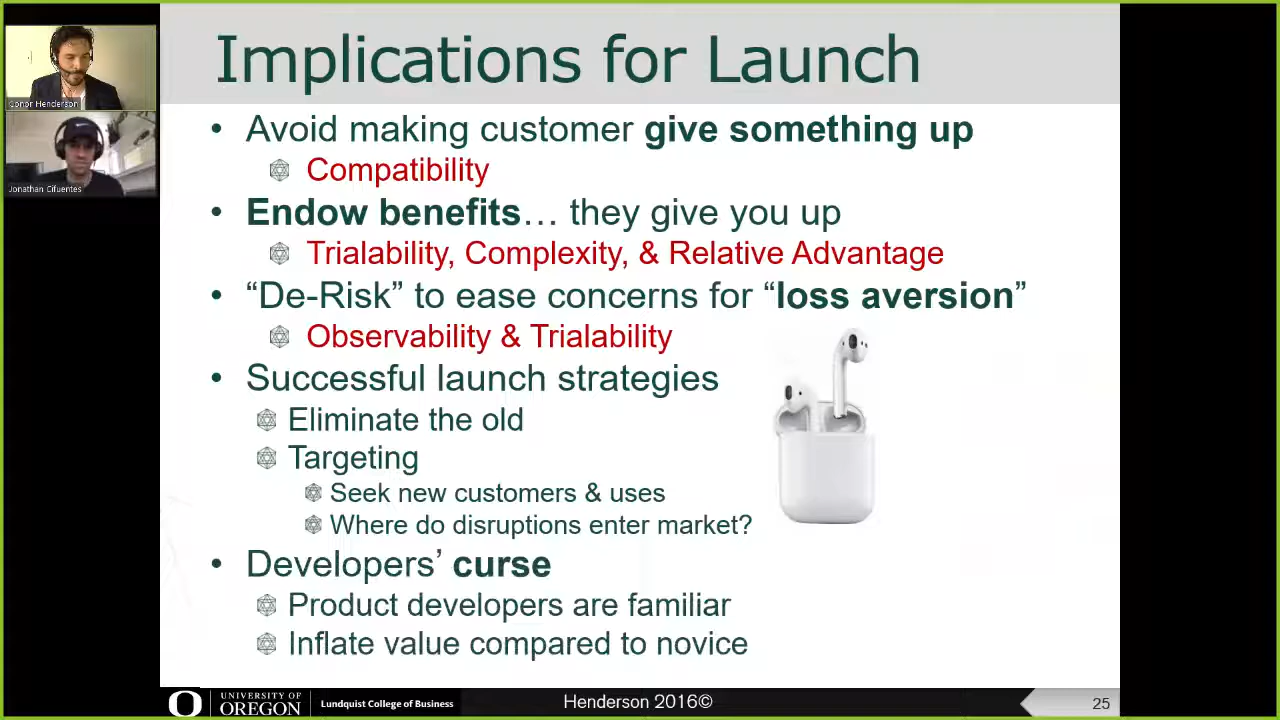 Implications for Launch
Conor Henderson
Jonathan Cifuentes
• Avoid making customer give something up
Compatibility
• Endow benefits… they give you up
Trialability, Complexity, & Relative Advantage
• “De-Risk” to ease concerns for “loss aversion”
Observability & Trialability
• Successful launch strategies
Eliminate the old
Targeting
Seek new customers & uses
Where do disruptions enter market?
• Developers’ curse
Product developers are familiar
Inflate value compared to novice
UNIVERSITY OF
OREGON
Lundquist College of Business
Henderson 2016©
25